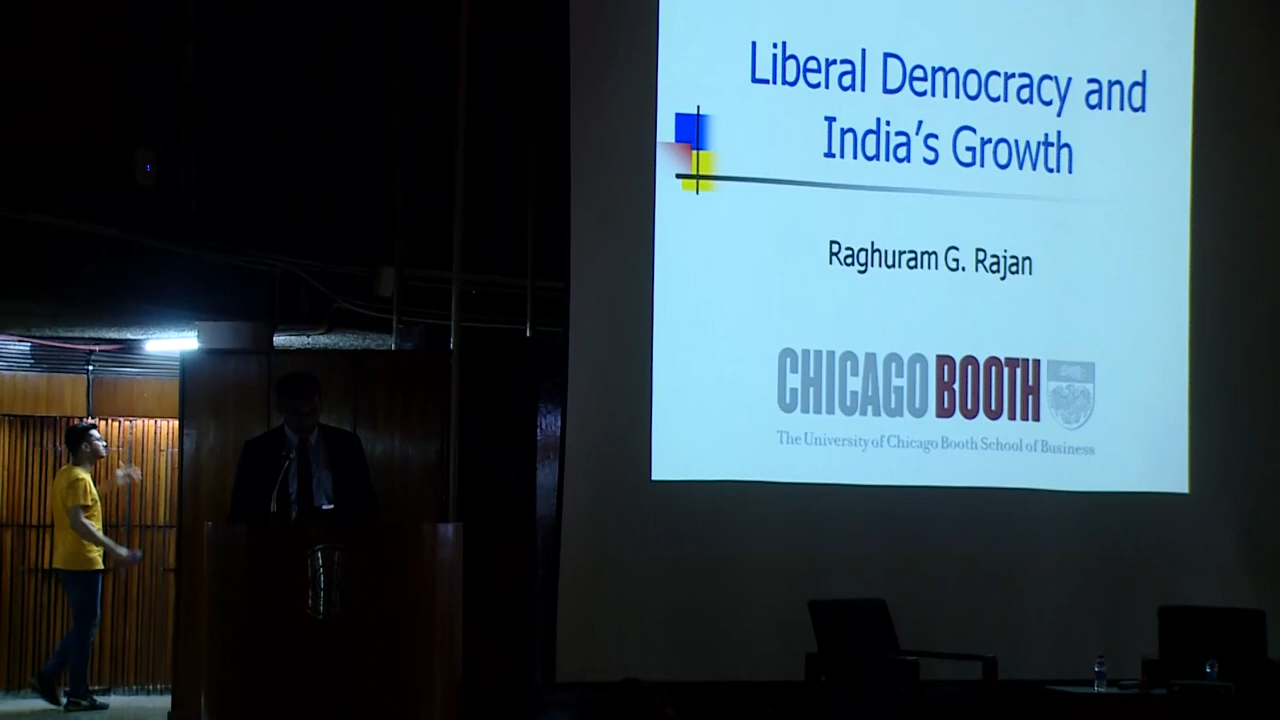 Liberal Democracy and
India's Growth
Raghuram G. Rajan
CHICAGO BOOTH
The University of Chicago Booth School of Business